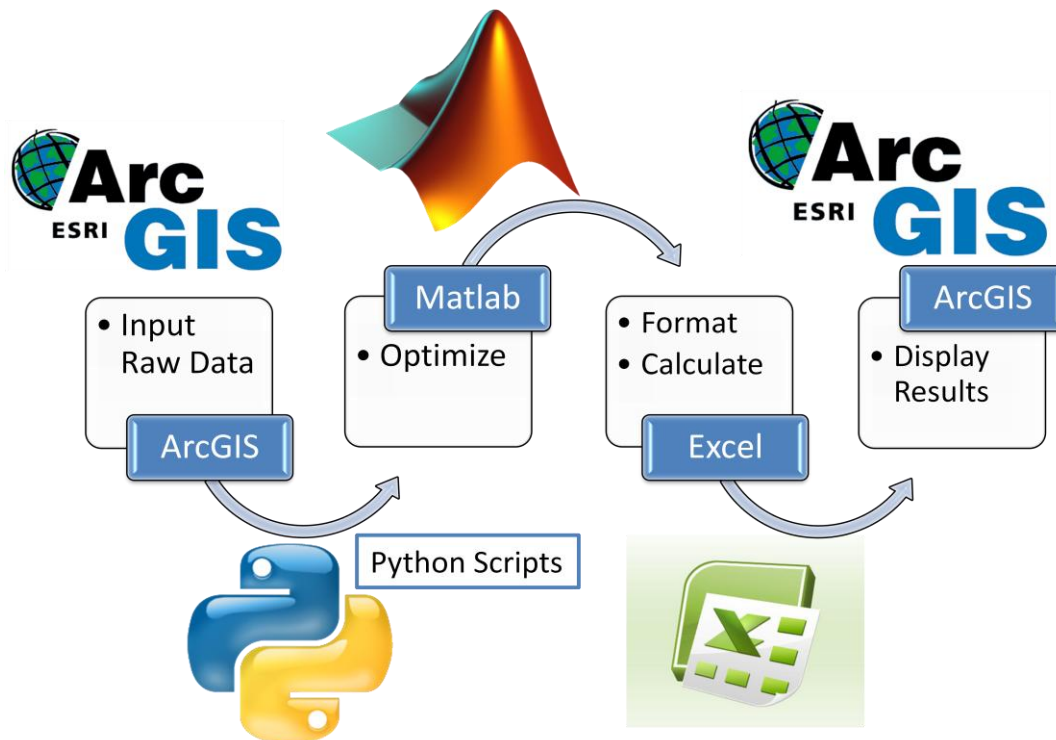 Arc
ESRI GIS
Arc
ESRI GIS
• Input
Raw Data
ArcGIS
Matlab
• Optimize
• Format
• Calculate
Excel
ArcGIS
• Display
Results
Python Scripts
X